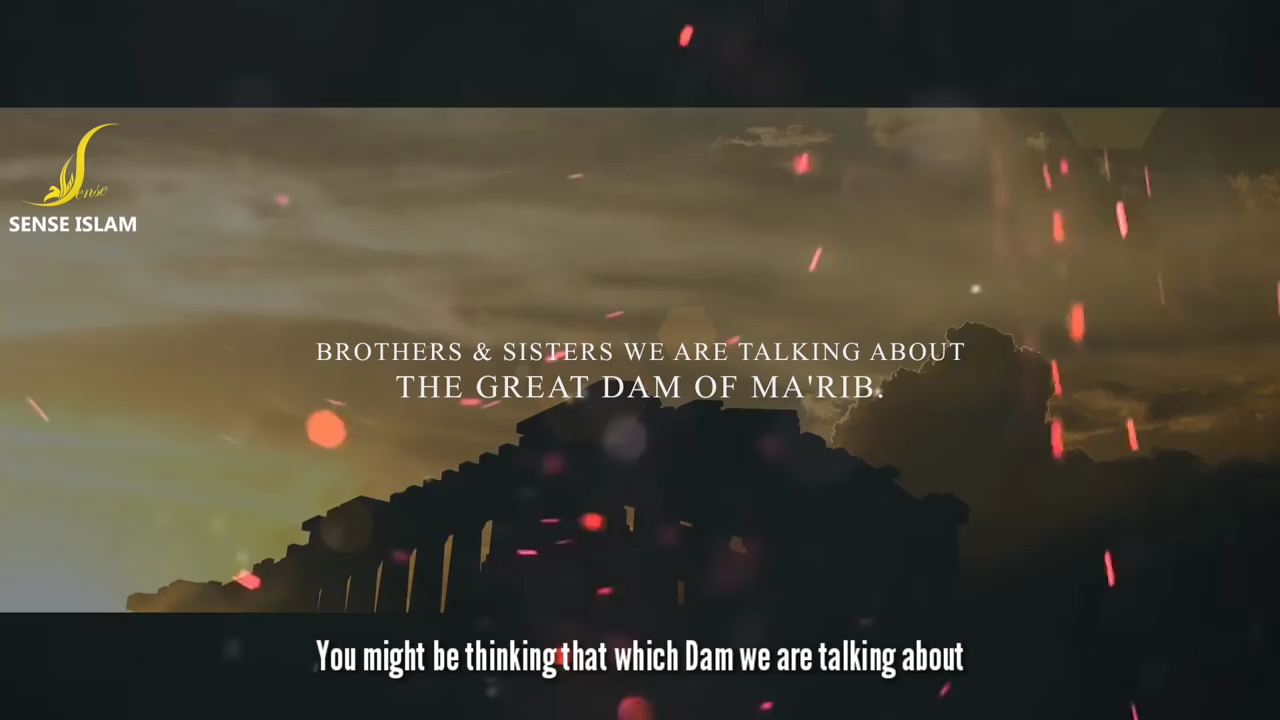 ense
SENSE ISLAM
BROTHERS & SISTERS WE ARE TALKING ABOUT
THE GREAT DAM OF MA'RIB.
You might be thinking that which Dam we are talking about